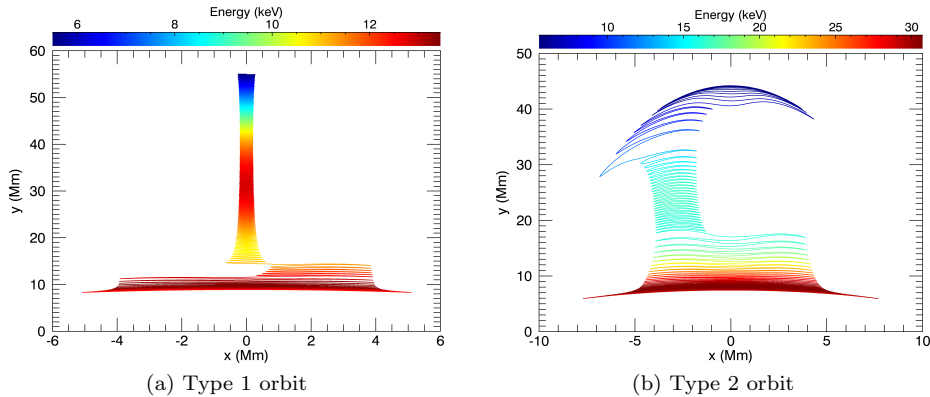 Energy (keV)
6 8 10 12
60
50
40
30
20
10
0
y (Mm)
-6 -4 -2 0 2 4 6
x (Mm)
(a) Type 1 orbit
Energy (keV)
10 15 20 25 30
50
40
30
20
10
0
y (Mm)
-10 -5 0 5 10
x (Mm)
(b) Type 2 orbit